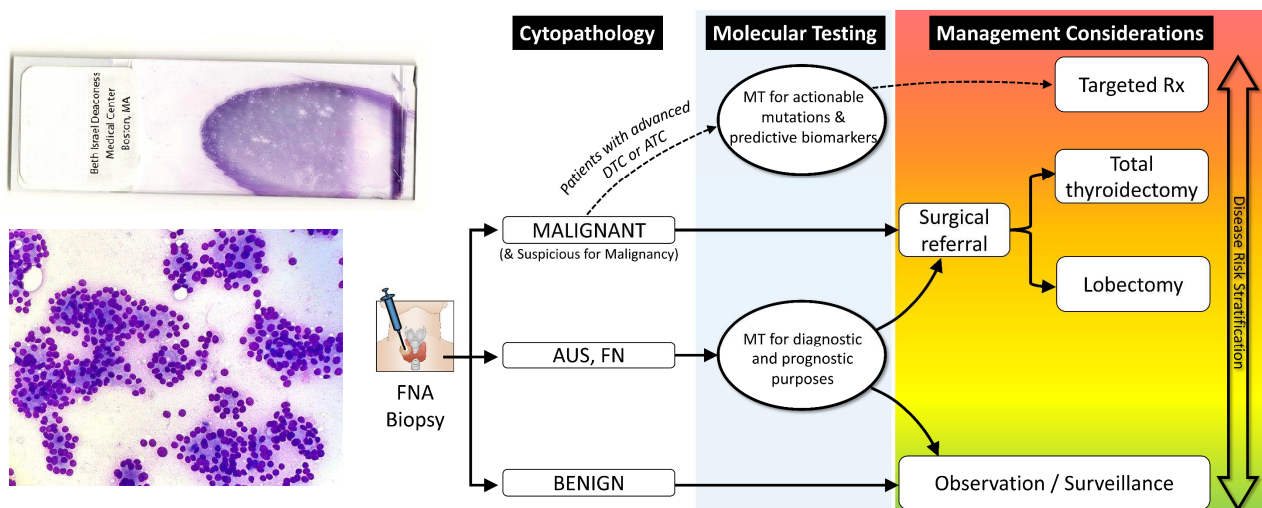 Beth Israel Deaconess
Medical Center
Boston, MA
Cytopathology
Molecular Testing
Management Considerations
MT for actionable
mutations &
predictive biomarkers
Targeted Rx
Patients with advanced
DTC or ATC
Total
thyroidectomy
MALIGNANT
(& Suspicious for Malignancy)
Surgical
referral
Lobectomy
Disease Risk Stratification
AUS, FN
MT for diagnostic
and prognostic
purposes
FNA
Biopsy
BENIGN
Observation / Surveillance